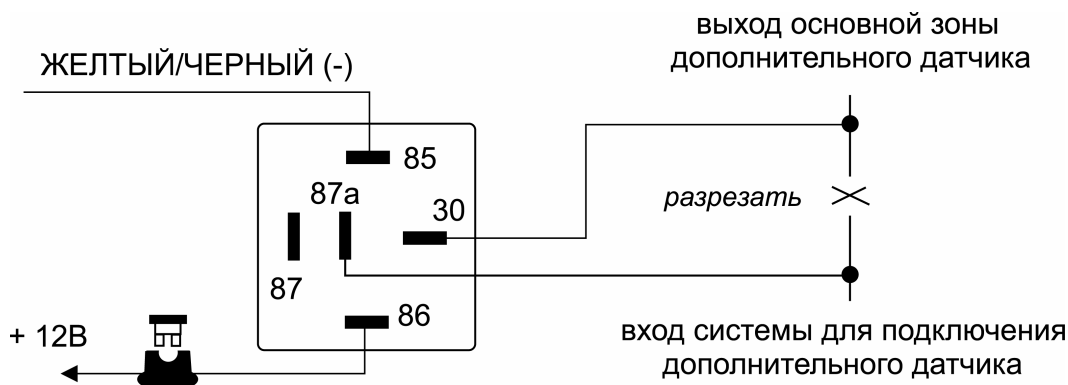 выход основной зоны
дополнительного датчика
ЖЕЛТЫЙ/ЧЕРНЫЙ (-)
85
87а
30
разрезать
87
86
+ 12В
вход системы для подключения
дополнительного датчика